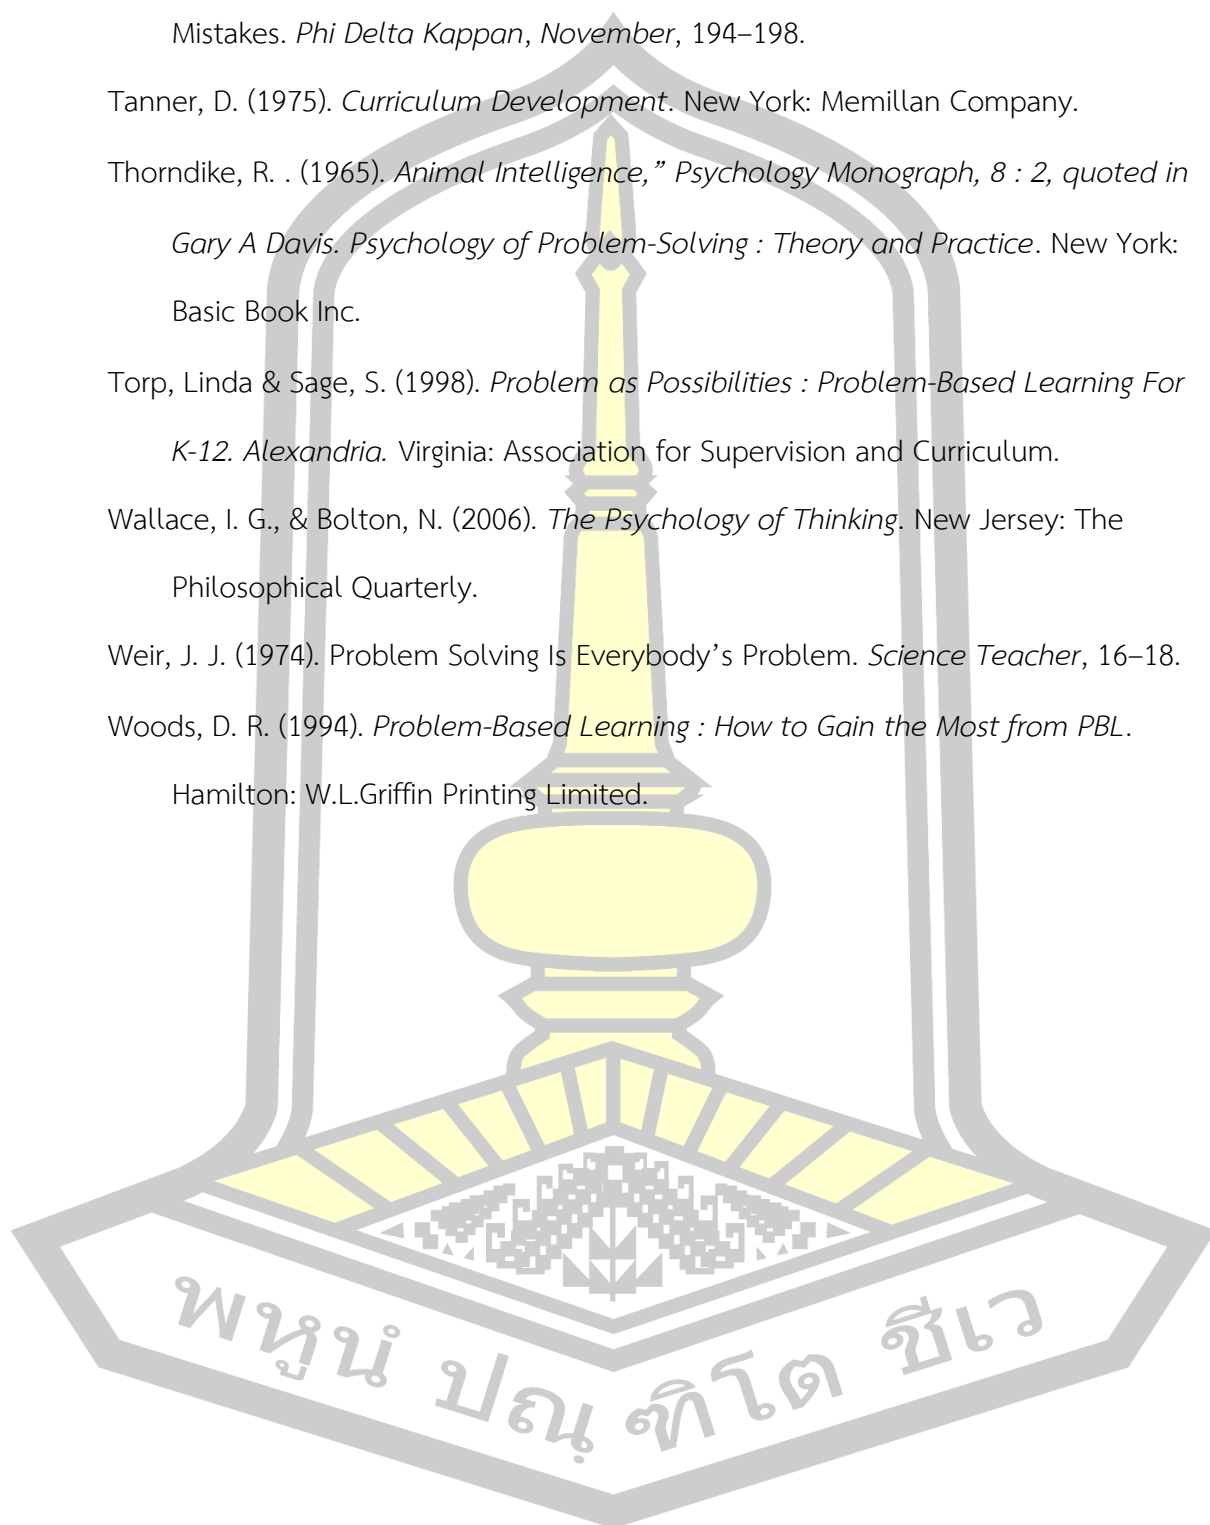 Mistakes. Phi Delta Kappan, November, 194–198.
Tanner, D. (1975). Curriculum Development. New York: Memillan Company.
Thorndike, R. . (1965). Animal Intelligence,” Psychology Monograph, 8 : 2, quoted in
Gary A Davis. Psychology of Problem-Solving : Theory and Practice. New York:
Basic Book Inc.
Torp, Linda & Sage, S. (1998). Problem as Possibilities : Problem-Based Learning For
K-12. Alexandria. Virginia: Association for Supervision and Curriculum.
Wallace, I. G., & Bolton, N. (2006). The Psychology of Thinking. New Jersey: The
Philosophical Quarterly.
Weir, J. J. (1974). Problem Solving Is Everybody’s Problem. Science Teacher, 16–18.
Woods, D. R. (1994). Problem-Based Learning : How to Gain the Most from PBL.
Hamilton: W.L.Griffin Printing Limited.
พหูนํ ปณฺ ฑิโต ชีเว